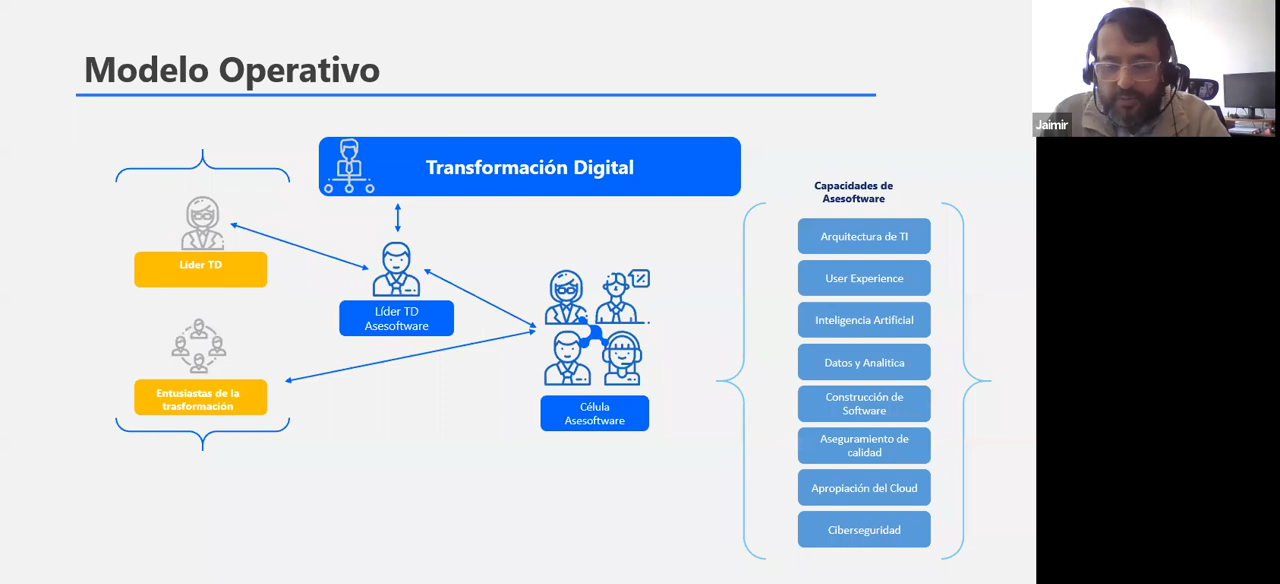 Modelo Operativo
Transformación Digital
Líder TD
Líder TD
Asesoftware
Entusiastas de la
trasformación
Célula
Asesoftware
Capacidades de
Asesoftware
Arquitectura de TI
User Experience
Inteligencia Artificial
Datos y Analitica
Construcción de
Software
Aseguramiento de
calidad
Apropiación del Cloud
Ciberseguridad
Jaimir